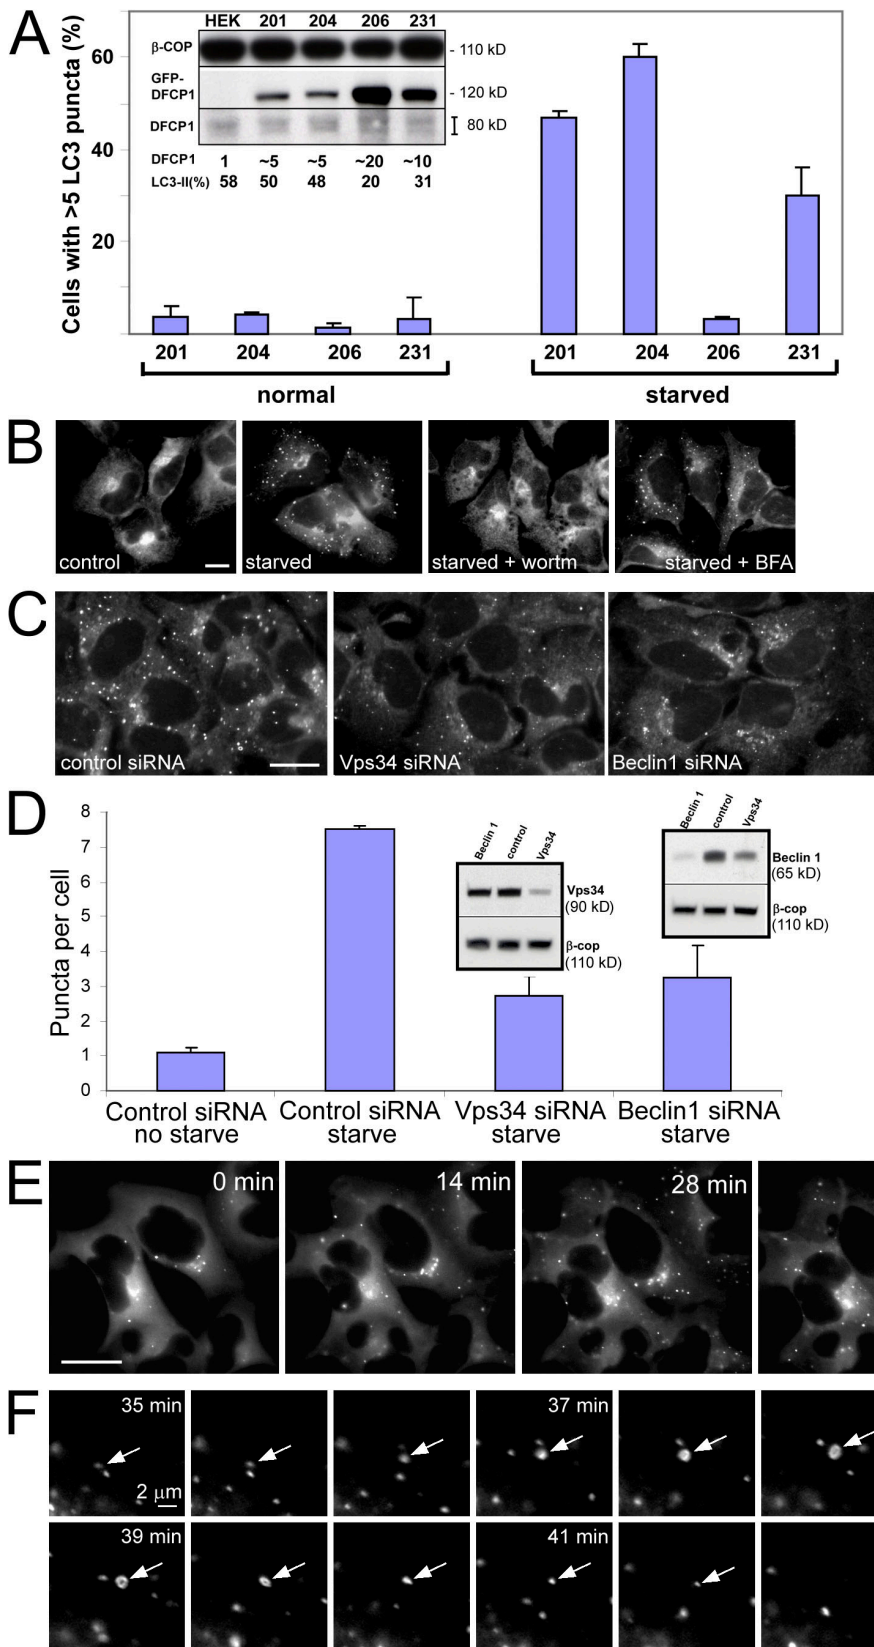 A
Cells with >5 LC3 puncta (%)
60
40
20
HEK 201 204 206 231
β-COP - 110 kD
GFP-
DFCP1 - 120 kD
DFCP1 80 kD
DFCP1 1 ~5 ~5 ~20 ~10
LC3-II(%) 58 50 48 20 31
201 204 206 231 201 204 206 231
normal starved
B
control
starved
starved + wortm
starved + BFA
C
control siRNA
Vps34 siRNA
Beclin1 siRNA
D
Puncta per cell
8
7
6
5
4
3
2
1
0
Beclin 1 control Vps34
Vps34
(90 kD)
β-cop
(110 kD)
Beclin 1 control Vps34
Beclin 1
(65 kD)
β-cop
(110 kD)
Control siRNA
no starve
Control siRNA
starve
Vps34 siRNA
starve
Beclin1 siRNA
starve
E
0 min
14 min
28 min
F
35 min
2 μm
37 min
39 min
41 min